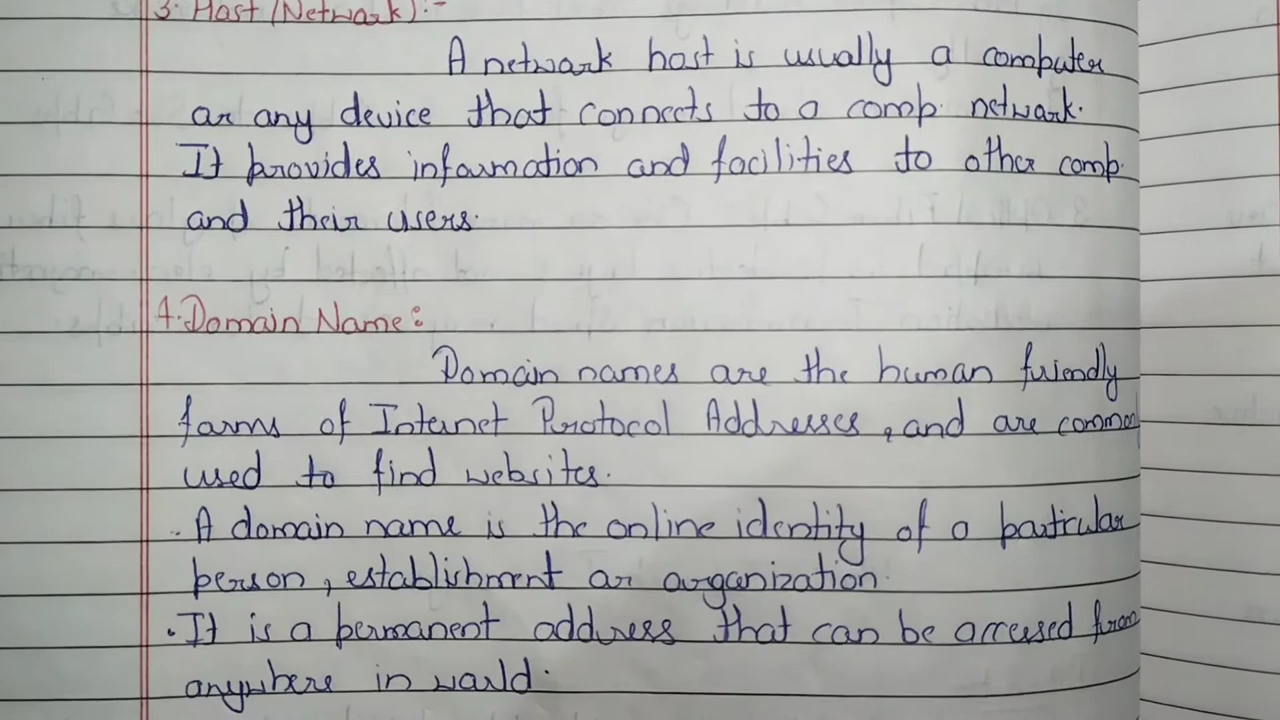 3. Host (Network):-
A network host is usually a computer
or any device that connects to a comp network.
It provides information and facilities to other comp.
and their users.
4. Domain Name:
Domain names are the human friendly
forms of Internet Protocol Addresses, and are common
used to find websites.
. A domain name is the online identity of a particular
person, establishment or organization.
. It is a permanent address that can be accessed from
anywhere in world.